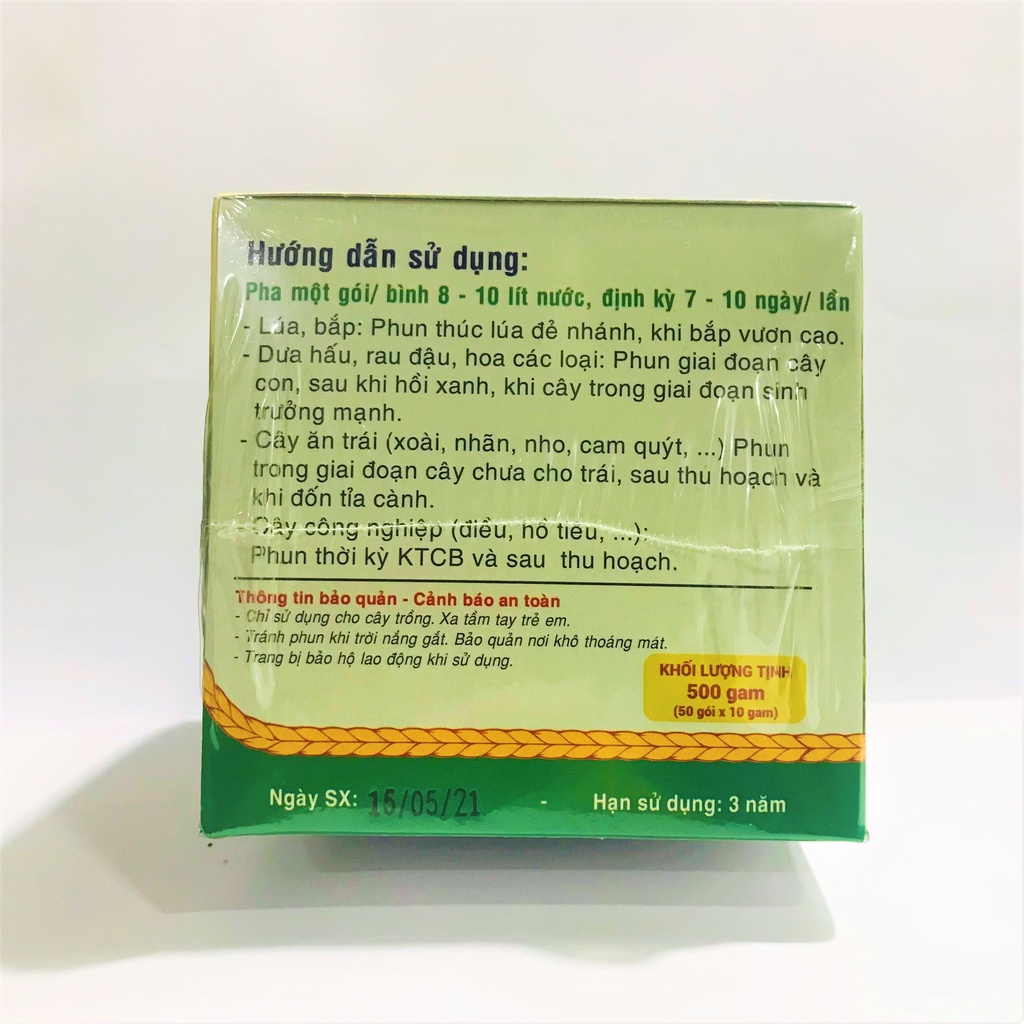 Hướng dẫn sử dụng:
Pha một gói/ bình 8 - 10 lít nước, định kỳ 7 - 10 ngày/ lần
- Lúa, bắp: Phun thúc lúa đẻ nhánh, khi bắp vươn cao.
- Dưa hấu, rau đậu, hoa các loại: Phun giai đoạn cây
con, sau khi hồi xanh, khi cây trong giai đoạn sinh
trưởng mạnh.
- Cây ăn trái (xoài, nhãn, nho, cam quýt, ...) Phun
trong giai đoạn cây chưa cho trái, sau thu hoạch và
khi đốn tỉa cành.
- Cây công nghiệp (điều, hồ tiêu, ...):
Phun thời kỳ KTCB và sau thu hoạch.
Thông tin bảo quản - Cảnh báo an toàn
- Chỉ sử dụng cho cây trồng. Xa tầm tay trẻ em.
- Tránh phun khi trời nắng gắt. Bảo quản nơi khô thoáng mát.
- Trang bị bảo hộ lao động khi sử dụng.
KHỐI LƯỢNG TỊNH
500 gam
(50 gói x 10 gam)
Ngày SX: 15/05/21 - Hạn sử dụng: 3 năm